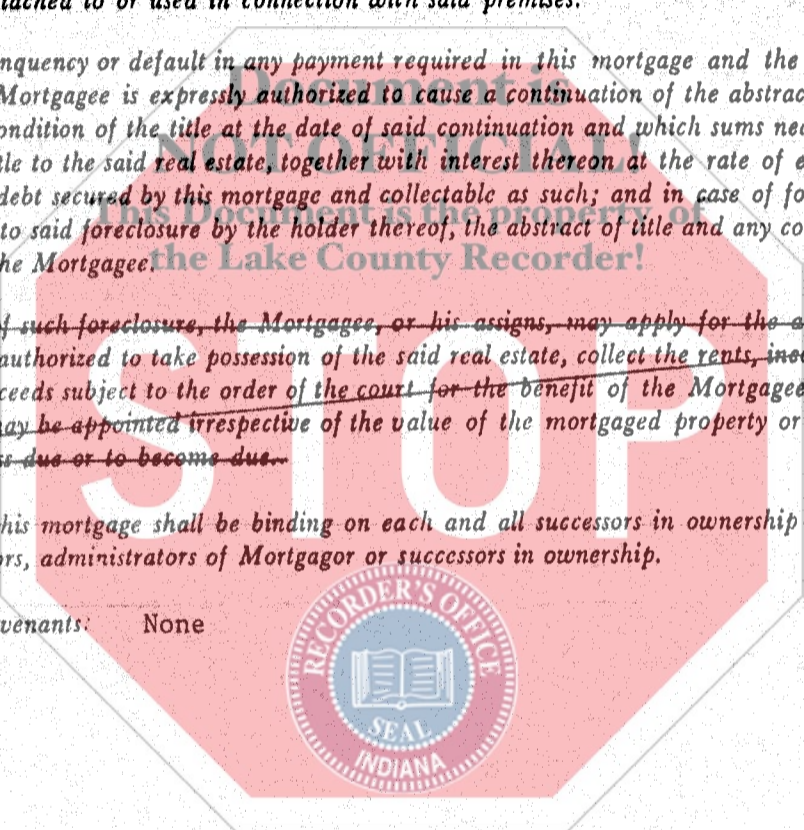 tached to or used in connection with said premises.
nquency or default in any payment required in this mortgage and the
Mortgagee is expressly authorized to cause a continuation of the abstrac
ondition of the title at the date of said continuation and which sums nec
tle to the said real estate, together with interest thereon at the rate of e
debt secured by this mortgage and collectable as such; and in case of fo
to said foreclosure by the holder thereof, the abstract of title and any co
he Mortgagee.
Document is
NOT OFFICIAL!
This Document is the property of
the Lake County Recorder!
f such foreclosure, the Mortgagee, or his assigns, may apply for the a
authorized to take possession of the said real estate, collect the rents, inco
ceeds subject to the order of the court for the benefit of the Mortgagee
ay be appointed irrespective of the value of the mortgaged property or
s due or to become due.
STOP
his mortgage shall be binding on each and all successors in ownership
ors, administrators of Mortgagor or successors in ownership.
venants: None
RECORDER'S OFFICE
SEAL
INDIANA